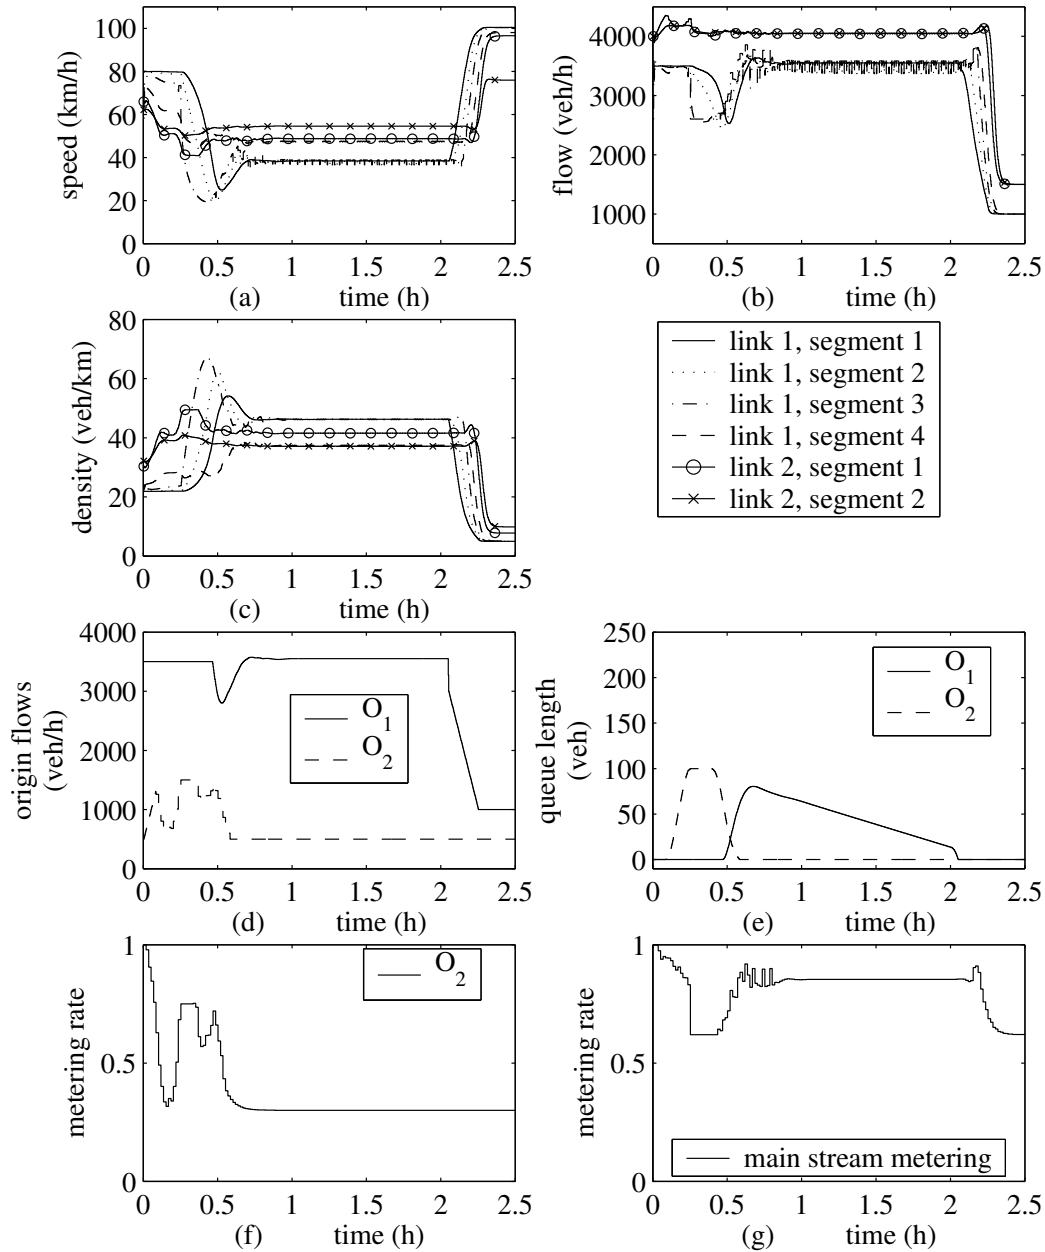 speed (km/h)
100
80
60
40
20
0
0 0.5 1 1.5 2 2.5
(a) time (h)
flow (veh/h)
4000
3000
2000
1000
0 0.5 1 1.5 2 2.5
(b) time (h)
density (veh/km)
80
60
40
20
0
0 0.5 1 1.5 2 2.5
(c) time (h)
link 1, segment 1
link 1, segment 2
link 1, segment 3
link 1, segment 4
link 2, segment 1
link 2, segment 2
origin flows
(veh/h)
4000
3000
2000
1000
0
O1
O2
0 0.5 1 1.5 2 2.5
(d) time (h)
queue length
(veh)
250
200
150
100
50
0
O1
O2
0 0.5 1 1.5 2 2.5
(e) time (h)
metering rate
1
0.5
0
O2
0 0.5 1 1.5 2 2.5
(f) time (h)
metering rate
1
0.5
0
main stream metering
0 0.5 1 1.5 2 2.5
(g) time (h)